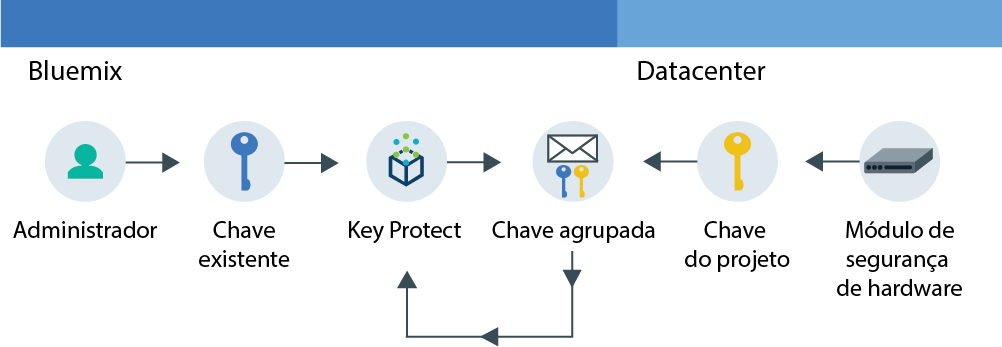 Bluemix
Datacenter
Administrador
Chave
existente
Key Protect
Chave agrupada
Chave
do projeto
Módulo de
segurança
de hardware